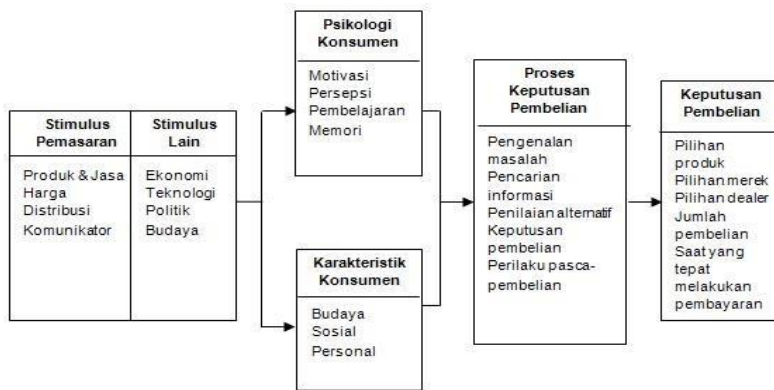 Stimulus
Pemasaran
Produk & Jasa
Harga
Distribusi
Komunikator
Stimulus
Lain
Ekonomi
Teknologi
Politik
Budaya
Psikologi
Konsumen
Motivasi
Persepsi
Pembelajaran
Memori
Karakteristik
Konsumen
Budaya
Sosial
Personal
Proses
Keputusan
Pembelian
Pengenalan
masalah
Pencarian
informasi
Penilaian alternatif
Keputusan
pembelian
Perilaku pasca-
pembelian
Keputusan
Pembelian
Pilihan
produk
Pilihan merek
Pilihan dealer
Jumlah
pembelian
Saat yang
tepat
melakukan
pembayaran